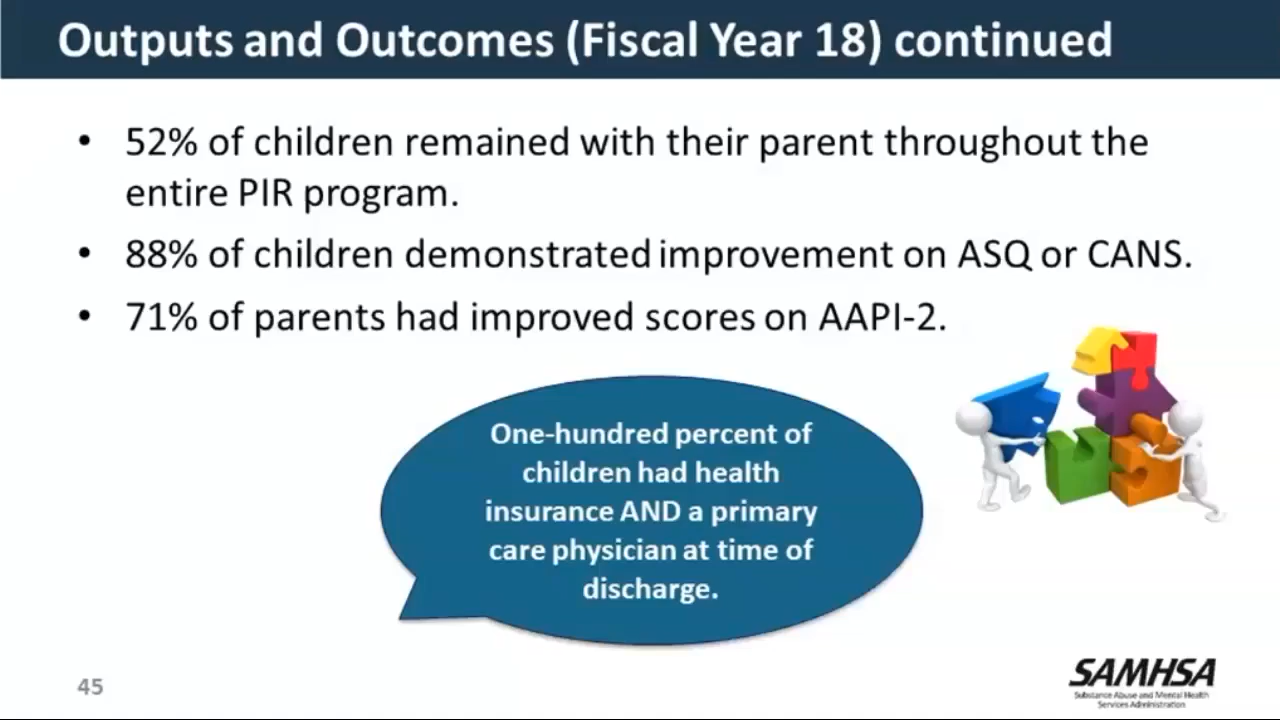 Outputs and Outcomes (Fiscal Year 18) continued
• 52% of children remained with their parent throughout the
entire PIR program.
• 88% of children demonstrated improvement on ASQ or CANS.
• 71% of parents had improved scores on AAPI-2.
One-hundred percent of
children had health
insurance AND a primary
care physician at time of
discharge.
45
SAMHSA
Substance Abuse and Mental Health
Services Administration